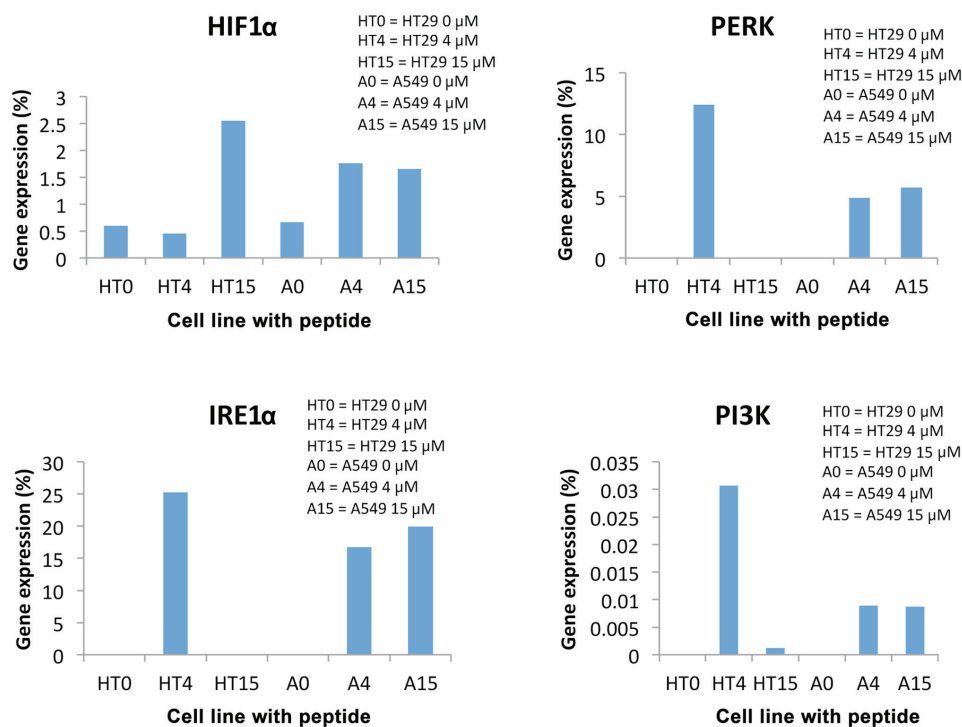 HIF1α
HT0 = HT29 0 µM
HT4 = HT29 4 µM
HT15 = HT29 15 µM
A0 = A549 0 µM
A4 = A549 4 µM
A15 = A549 15 µM
Gene expression (%)
3
2.5
2
1.5
1
0.5
0
HT0 HT4 HT15 A0 A4 A15
Cell line with peptide
PERK
HT0 = HT29 0 µM
HT4 = HT29 4 µM
HT15 = HT29 15 µM
A0 = A549 0 µM
A4 = A549 4 µM
A15 = A549 15 µM
Gene expression (%)
15
10
5
0
HT0 HT4 HT15 A0 A4 A15
Cell line with peptide
IRE1α
HT0 = HT29 0 µM
HT4 = HT29 4 µM
HT15 = HT29 15 µM
A0 = A549 0 µM
A4 = A549 4 µM
A15 = A549 15 µM
Gene expression (%)
30
25
20
15
10
5
0
HT0 HT4 HT15 A0 A4 A15
Cell line with peptide
PI3K
HT0 = HT29 0 µM
HT4 = HT29 4 µM
HT15 = HT29 15 µM
A0 = A549 0 µM
A4 = A549 4 µM
A15 = A549 15 µM
Gene expression (%)
0.035
0.03
0.025
0.02
0.015
0.01
0.005
0
HT0 HT4 HT15 A0 A4 A15
Cell line with peptide